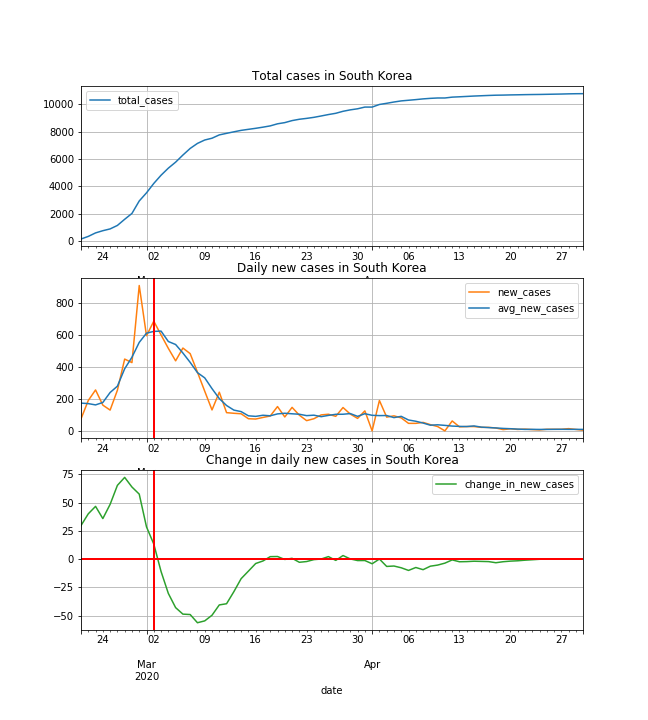 Total cases in South Korea
total_cases
10000
8000
6000
4000
2000
0
24 02 09 16 23 30 06 13 20 27
Daily new cases in South Korea
new_cases
avg_new_cases
800
600
400
200
0
24 02 09 16 23 30 06 13 20 27
Change in daily new cases in South Korea
change_in_new_cases
75
50
25
0
−25
−50
24 02 09 16 23 30 06 13 20 27
Mar Apr
2020
date